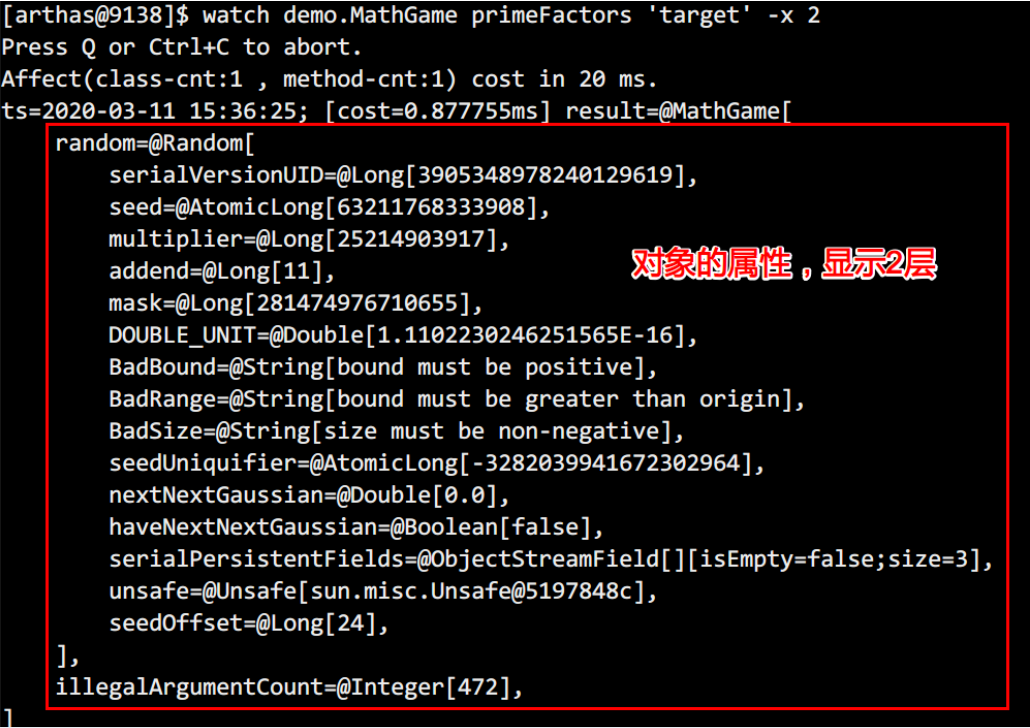 [arthas@9138]$ watch demo.MathGame primeFactors 'target' -x 2
Press Q or Ctrl+C to abort.
Affect(class-cnt:1 , method-cnt:1) cost in 20 ms.
ts=2020-03-11 15:36:25; [cost=0.877755ms] result=@MathGame[
random=@Random[
serialVersionUID=@Long[3905348978240129619],
seed=@AtomicLong[63211768333908],
multiplier=@Long[25214903917],
addend=@Long[11],
对象的属性，显示2层
mask=@Long[281474976710655],
DOUBLE_UNIT=@Double[1.1102230246251565E-16],
BadBound=@String[bound must be positive],
BadRange=@String[bound must be greater than origin],
BadSize=@String[size must be non-negative],
seedUniquifier=@AtomicLong[-3282039941672302964],
nextNextGaussian=@Double[0.0],
haveNextNextGaussian=@Boolean[false],
serialPersistentFields=@ObjectStreamField[][isEmpty=false;size=3],
unsafe=@Unsafe[sun.misc.Unsafe@5197848c],
seedOffset=@Long[24],
],
illegalArgumentCount=@Integer[472],
]